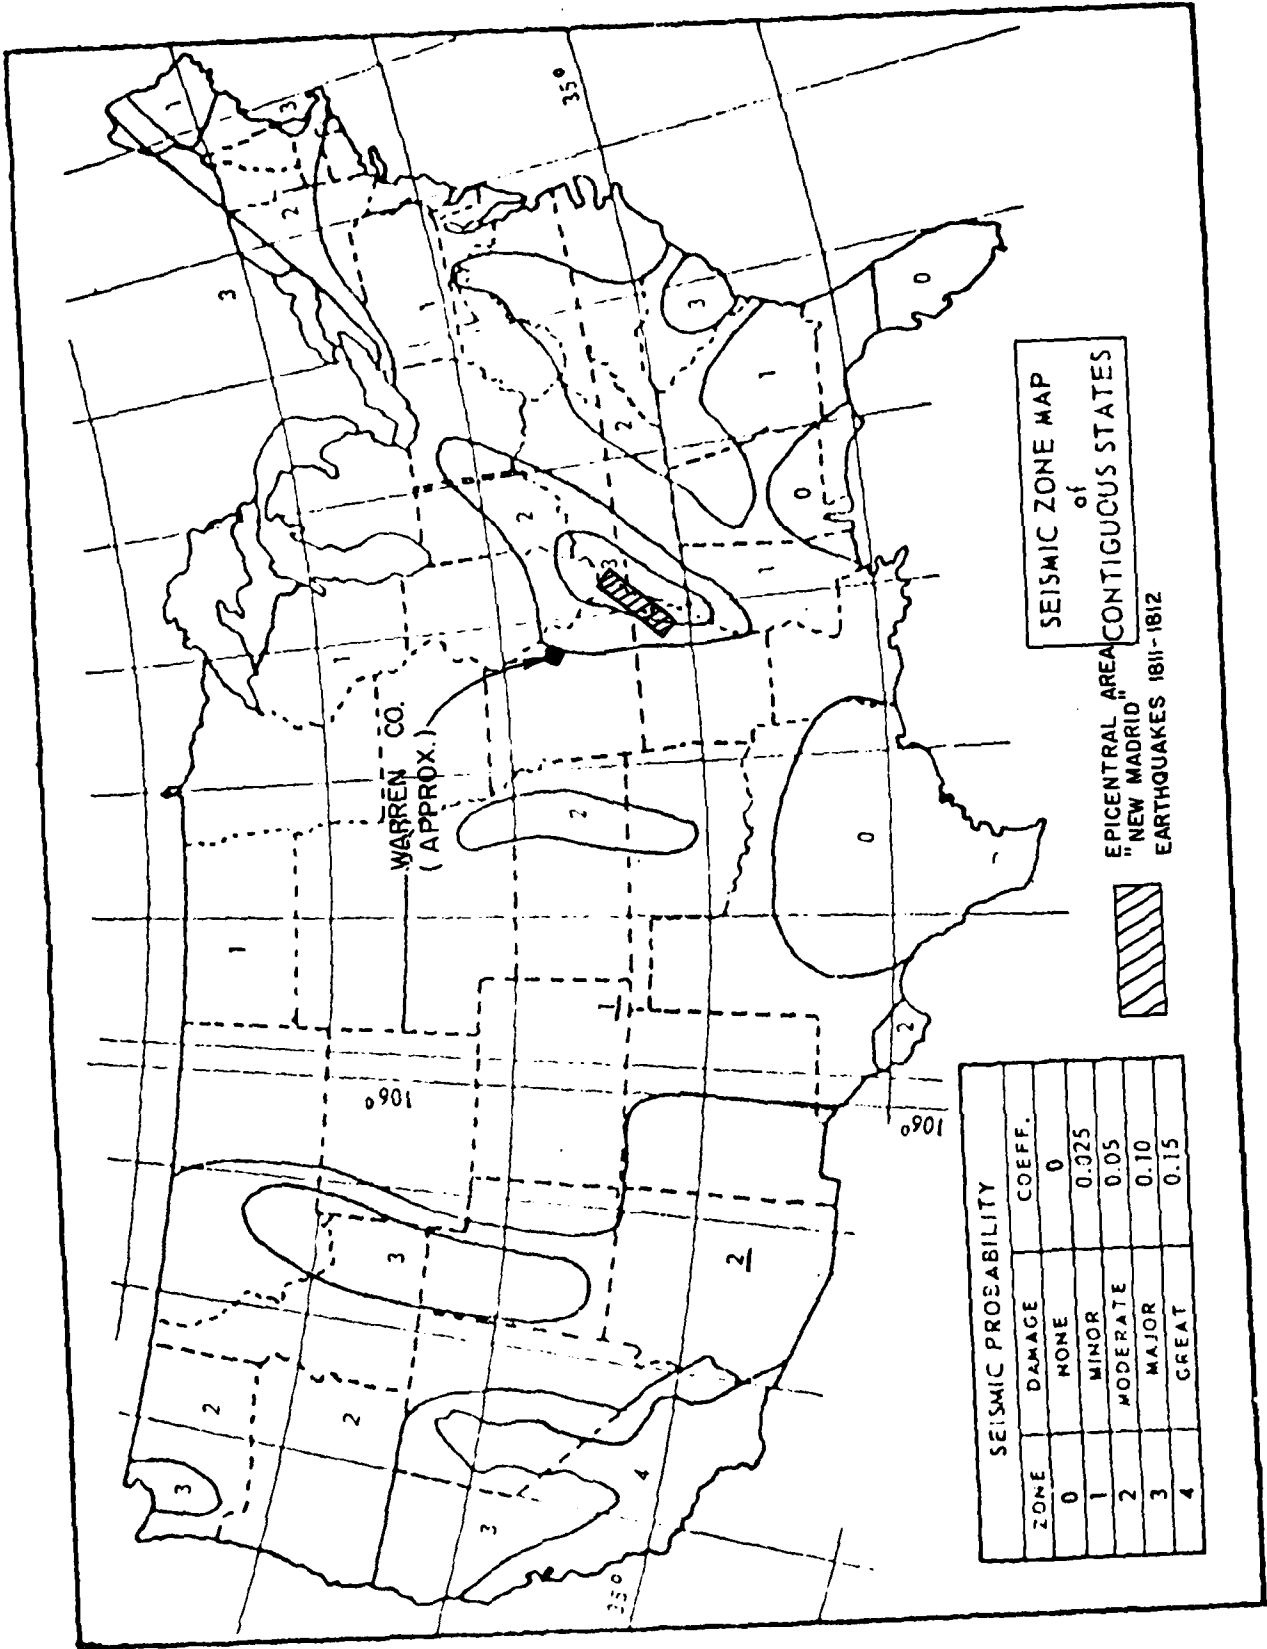 SEISMIC ZONE MAP
of
CONTIGUOUS STATES
EPICENTRAL AREA
"NEW MADRID"
EARTHQUAKES 1811-1812
WARREN CO.
(APPROX.)
SEISMIC PROBABILITY
ZONE DAMAGE COEFF.
0 NONE 0
1 MINOR 0.025
2 MODERATE 0.05
3 MAJOR 0.10
4 GREAT 0.15
3
2
2
3
3
4
2
1
1
2
0
2
1
2
3
1
0
2
1
3
0
1
3
2
3
1
106°
106°
35°
35°